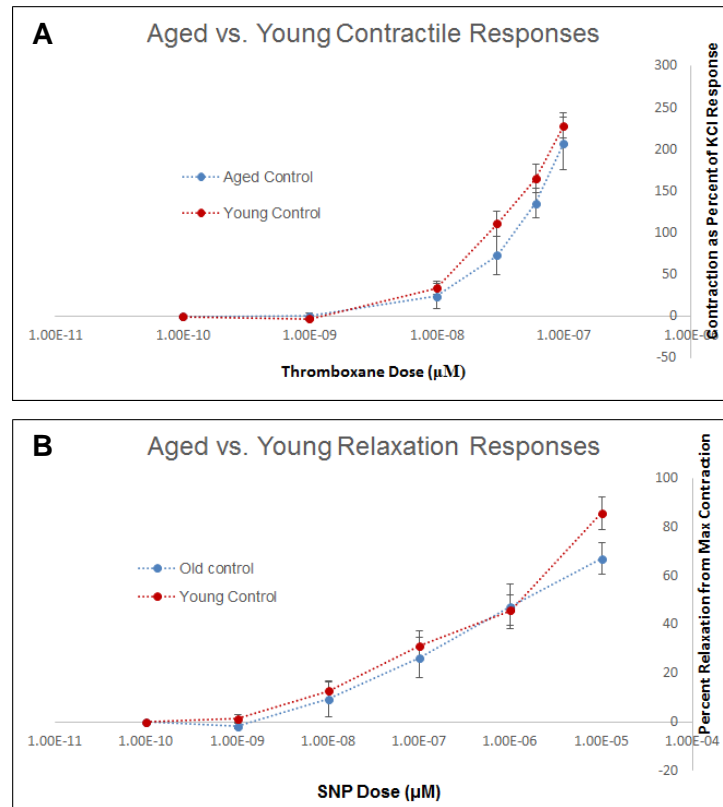 A
Aged vs. Young Contractile Responses
300
250
200
150
100
50
0
-50
Contraction as Percent of KCl Response
Aged Control
Young Control
1.00E-11 1.00E-10 1.00E-09 1.00E-08 1.00E-07 1.00E-06
Thromboxane Dose (µM)
B
Aged vs. Young Relaxation Responses
100
80
60
40
20
0
-20
Percent Relaxation from Max Contraction
Old control
Young Control
1.00E-11 1.00E-10 1.00E-09 1.00E-08 1.00E-07 1.00E-06 1.00E-05 1.00E-04
SNP Dose (µM)